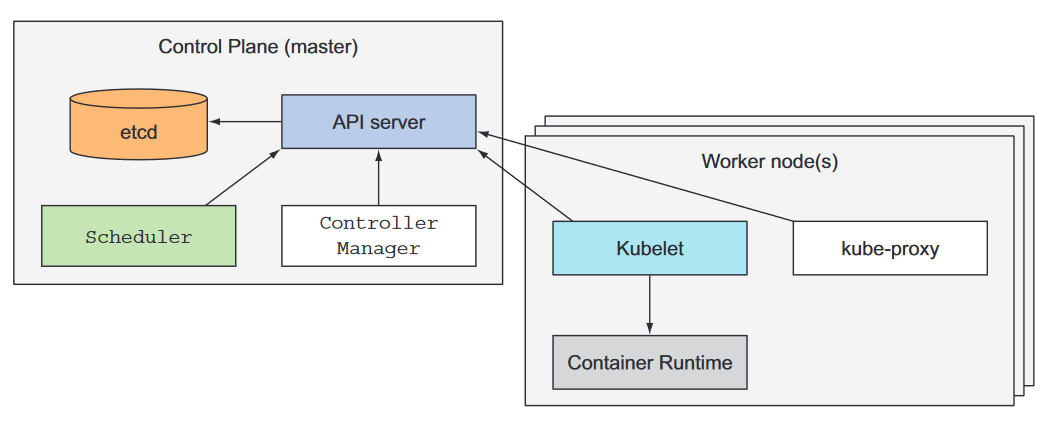 Control Plane (master)
etcd
API server
Scheduler
Controller
Manager
Worker node(s)
Kubelet
kube-proxy
Container Runtime